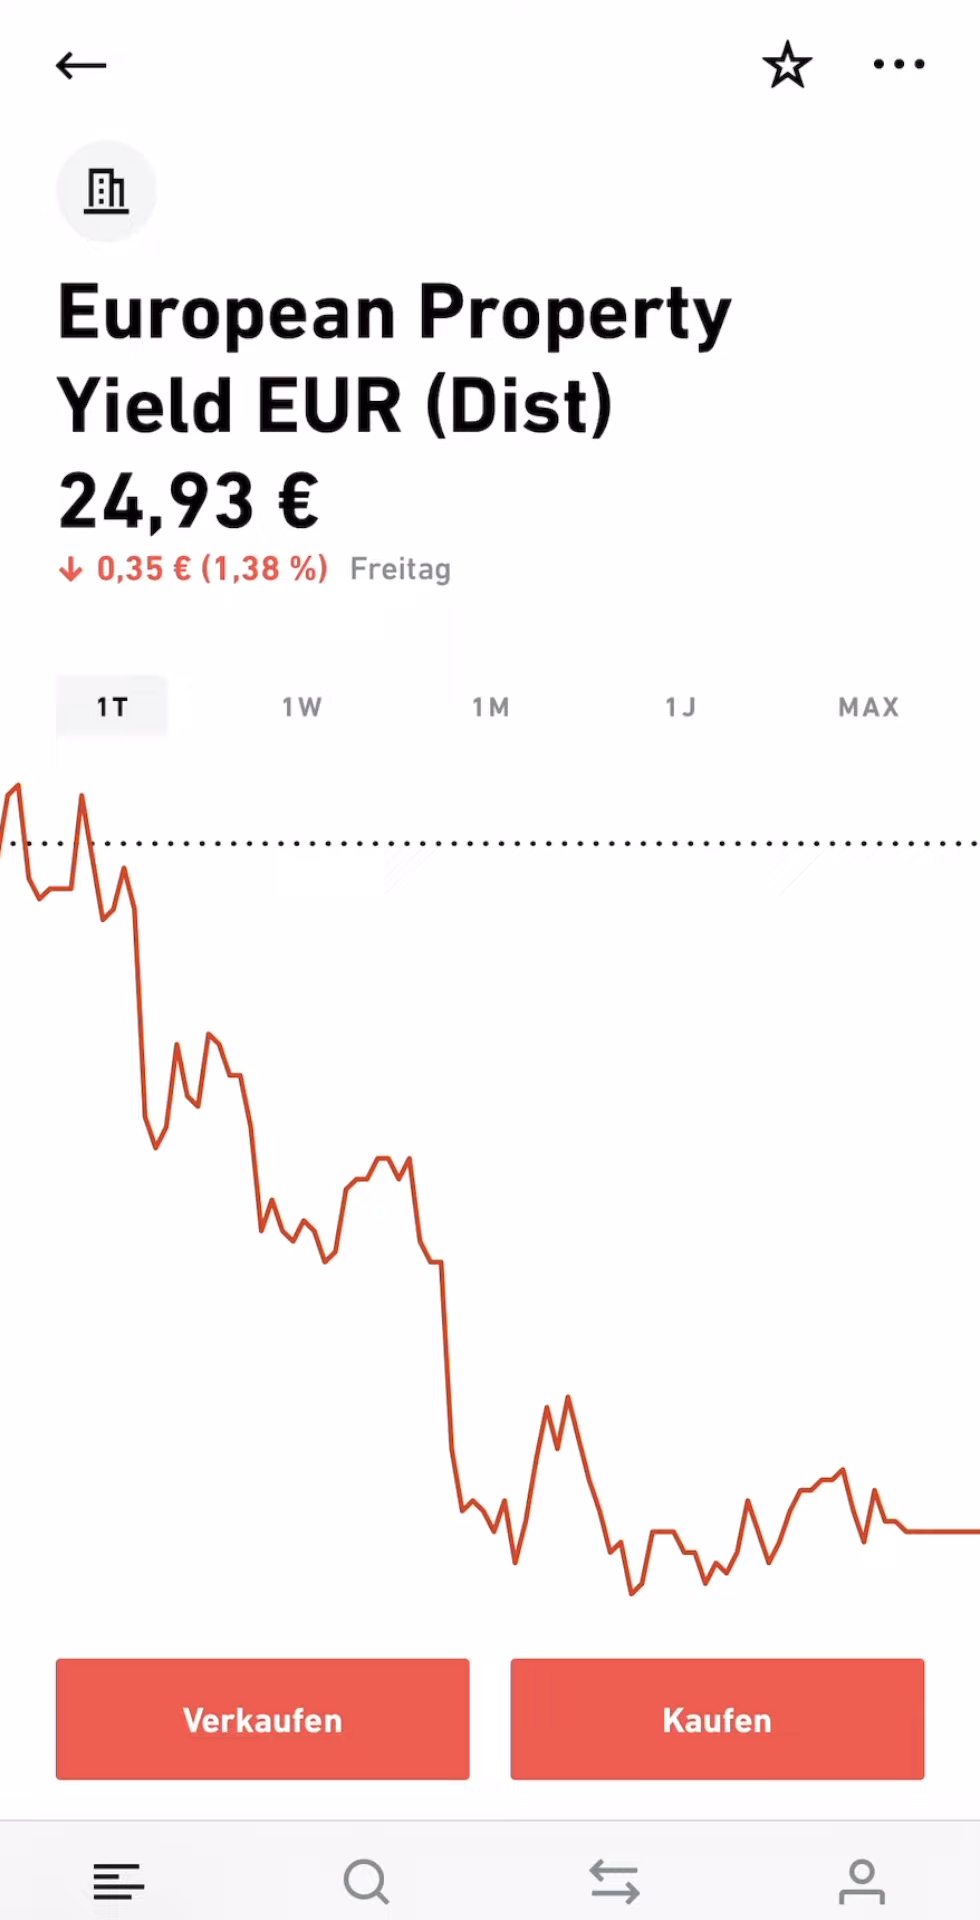 European Property
Yield EUR (Dist)
24,93 €
↓ 0,35 € (1,38 %) Freitag
1T 1W 1M 1J MAX
Verkaufen Kaufen